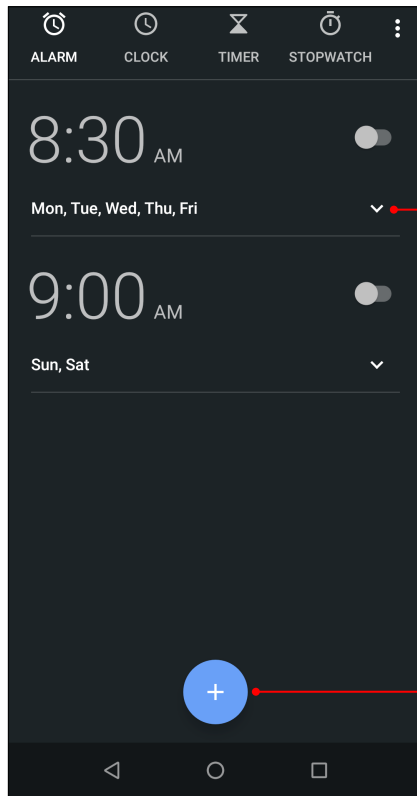 ALARM CLOCK TIMER STOPWATCH
8:30 AM
Mon, Tue, Wed, Thu, Fri
9:00 AM
Sun, Sat